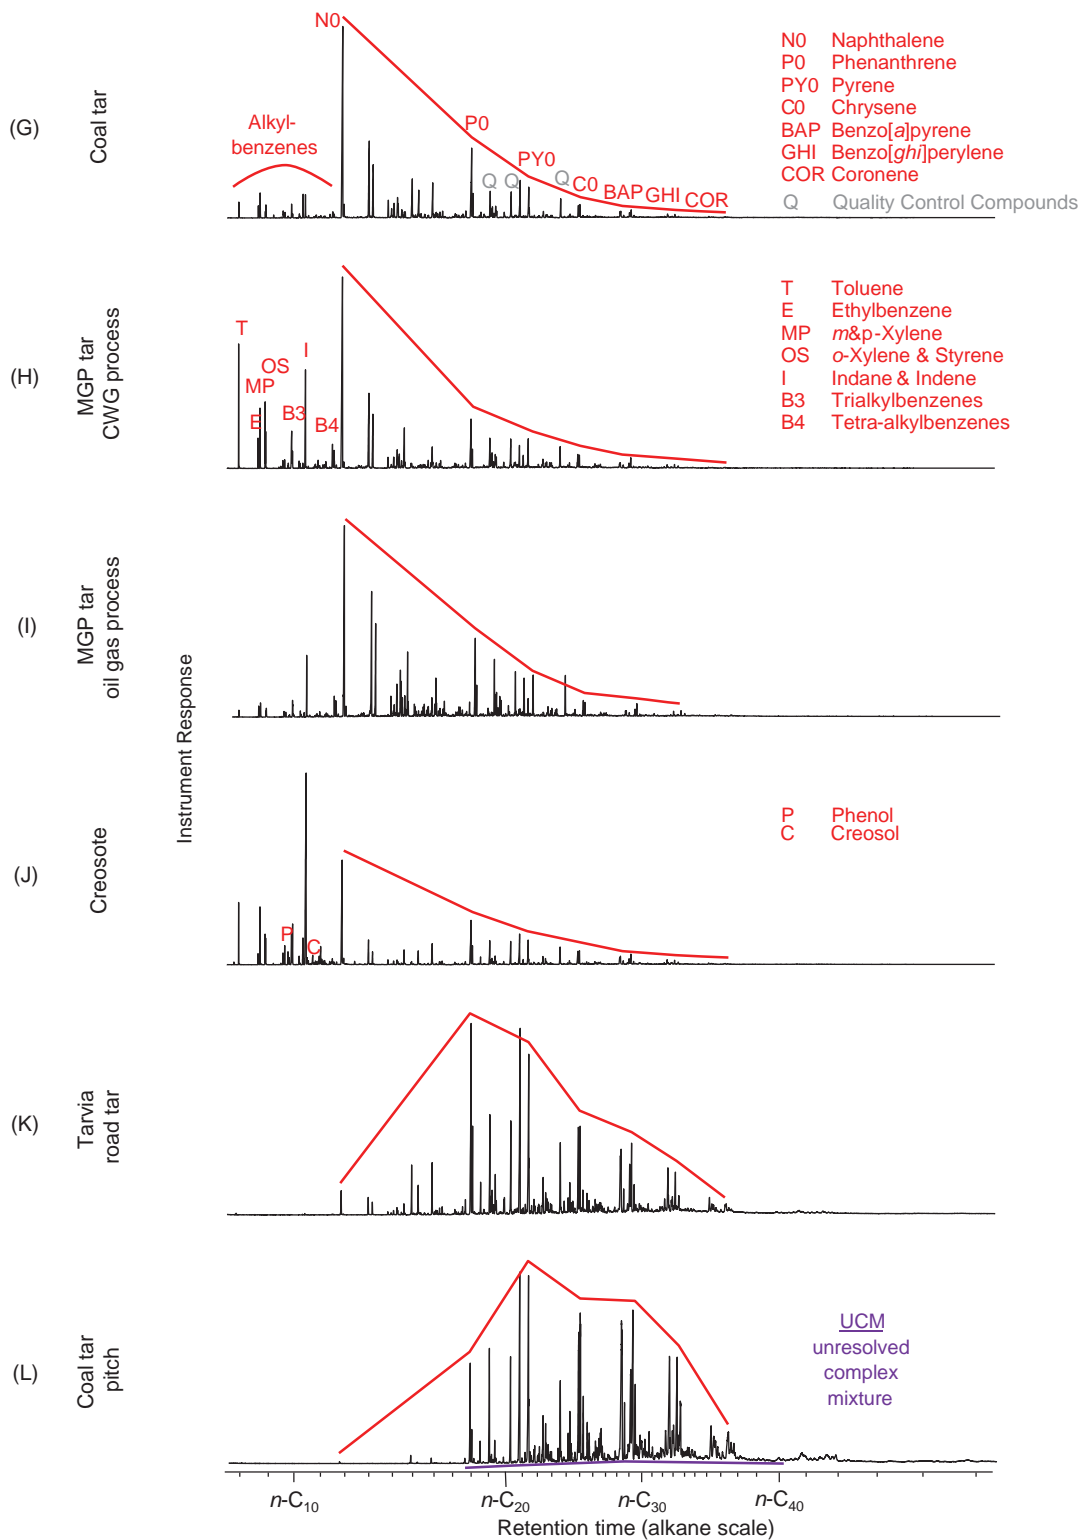 (G)
Coal tar
Alkyl-
benzenes
N0
P0
PY0
Q
Q
Q
C0
BAP
GHI
COR
N0 Naphthalene
P0 Phenanthrene
PY0 Pyrene
C0 Chrysene
BAP Benzo[a]pyrene
GHI Benzo[ghi]perylene
COR Coronene
Q Quality Control Compounds
(H)
MGP tar
CWG process
T
E
MP
OS
B3
I
B4
T Toluene
E Ethylbenzene
MP m&p-Xylene
OS o-Xylene & Styrene
I Indane & Indene
B3 Trialkylbenzenes
B4 Tetra-alkylbenzenes
(I)
MGP tar
oil gas process
Instrument Response
(J)
Creosote
P
C
P Phenol
C Creosol
(K)
Tarvia
road tar
(L)
Coal tar
pitch
UCM
unresolved
complex
mixture
n-C10
n-C20
n-C30
n-C40
Retention time (alkane scale)